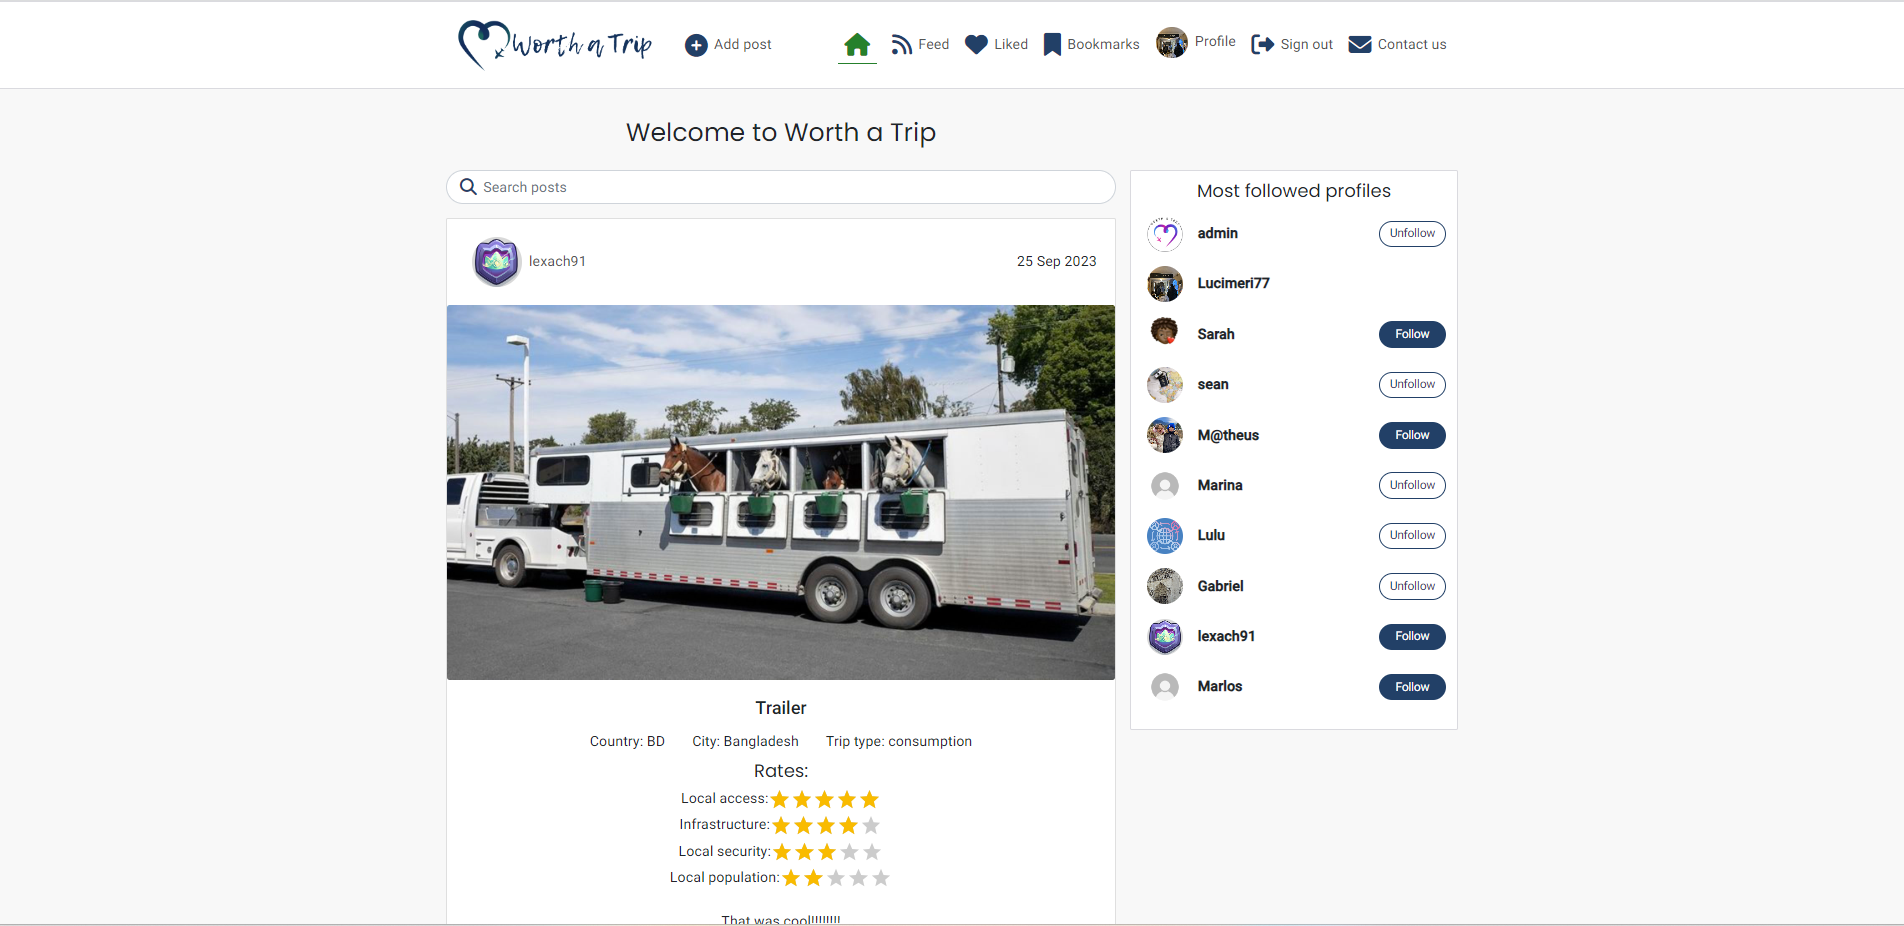 Worth a Trip
Add post
Feed
Liked
Bookmarks
Profile
Sign out
Contact us
Welcome to Worth a Trip
Search posts
lexach91
25 Sep 2023
Trailer
Country: BD City: Bangladesh Trip type: consumption
Rates:
Local access:
Infrastructure:
Local security:
Local population:
That was cool!!!!!!!!!
Most followed profiles
admin Unfollow
Lucimeri77
Sarah Follow
sean Unfollow
M@theus Follow
Marina Unfollow
Lulu Unfollow
Gabriel Unfollow
lexach91 Follow
Marlos Follow